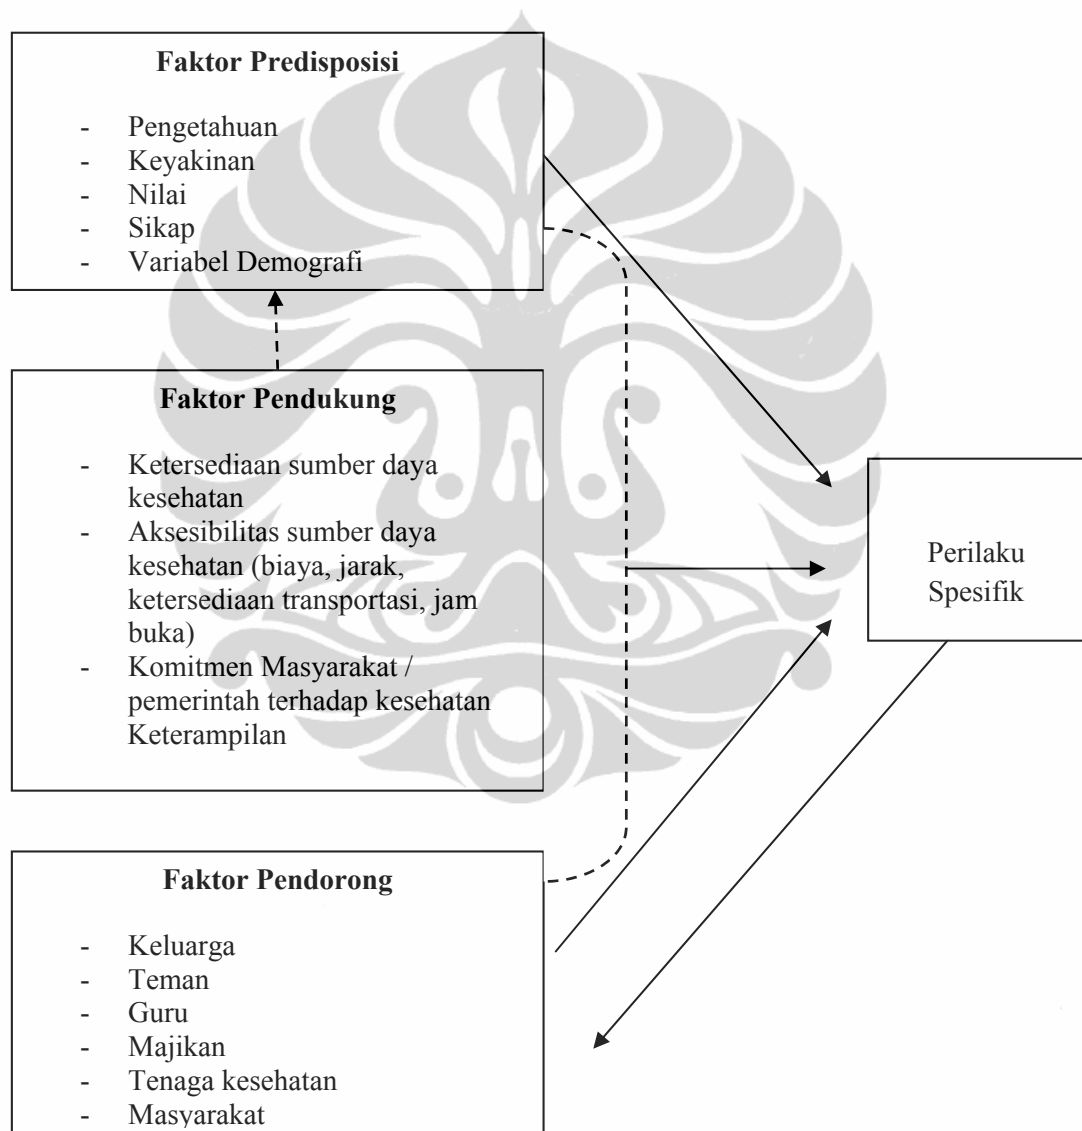 Faktor Predisposisi
- Pengetahuan
- Keyakinan
- Nilai
- Sikap
- Variabel Demografi
Faktor Pendukung
- Ketersediaan sumber daya
kesehatan
- Aksesibilitas sumber daya
kesehatan (biaya, jarak,
ketersediaan transportasi, jam
buka)
- Komitmen Masyarakat /
pemerintah terhadap kesehatan
Keterampilan
Perilaku
Spesifik
Faktor Pendorong
- Keluarga
- Teman
- Guru
- Majikan
- Tenaga kesehatan
- Masyarakat